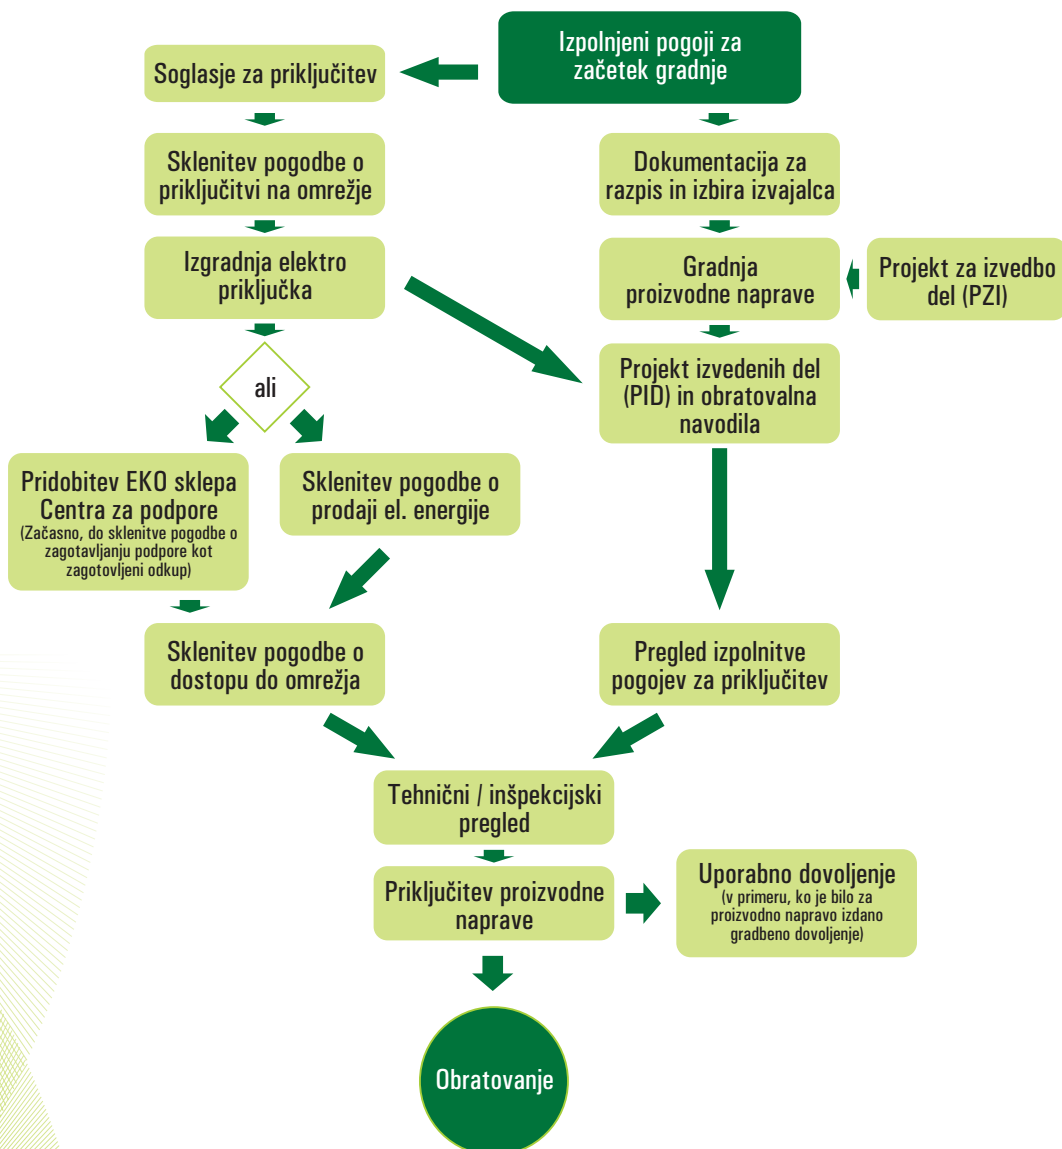 Izpolnjeni pogoji za
začetek gradnje
Soglasje za priključitev
Sklenitev pogodbe o
priključitvi na omrežje
Dokumentacija za
razpis in izbira izvajalca
Izgradnja elektro
priključka
Gradnja
proizvodne naprave
Projekt za izvedbo
del (PZI)
ali
Projekt izvedenih del
(PID) in obratovalna
navodila
Pridobitev EKO sklepa
Centra za podpore
(Začasno, do sklenitve pogodbe o
zagotavljanju podpore kot
zagotovljeni odkup)
Sklenitev pogodbe o
prodaji el. energije
Sklenitev pogodbe o
dostopu do omrežja
Pregled izpolnitve
pogojev za priključitev
Tehnični / inšpekcijski
pregled
Priključitev proizvodne
naprave
Uporabno dovoljenje
(v primeru, ko je bilo za
proizvodno napravo izdano
gradbeno dovoljenje)
Obratovanje